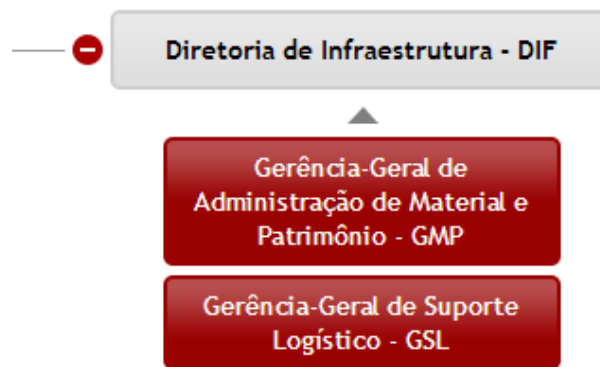 Diretoria de Infraestrutura - DIF
Gerência-Geral de
Administração de Material e
Patrimônio - GMP
Gerência-Geral de Suporte
Logístico - GSL